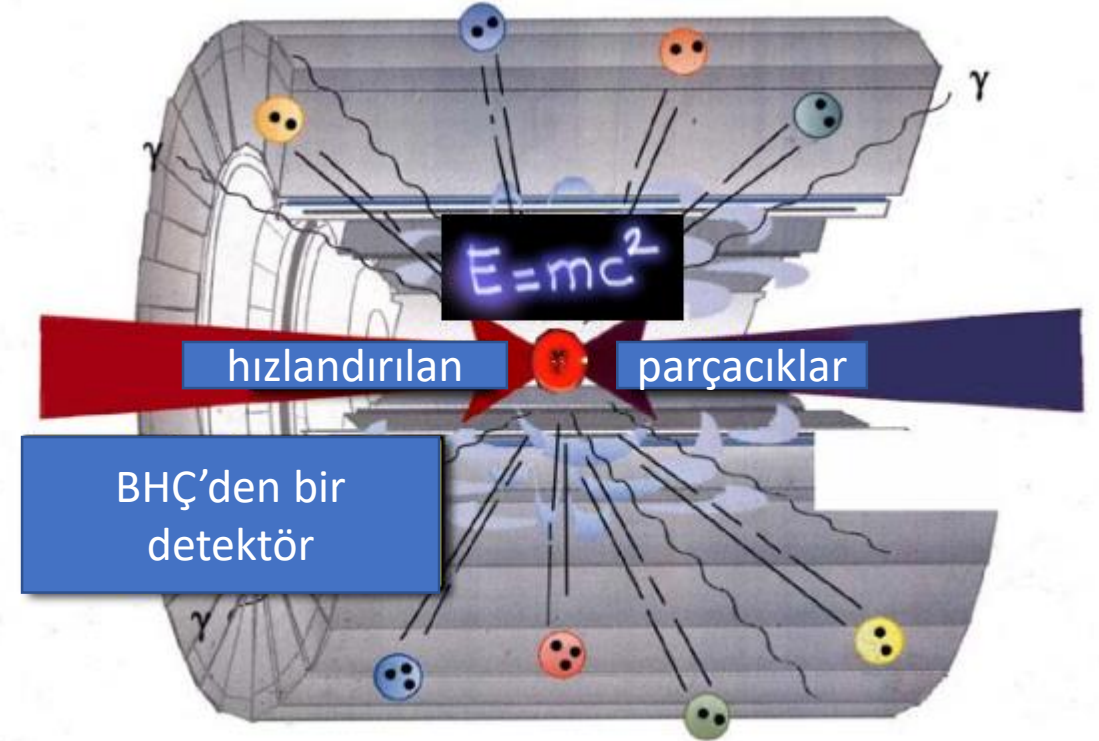 γ
γ
E=mc²
hızlandırılan
parçacıklar
BHÇ’den bir
detektör
γ